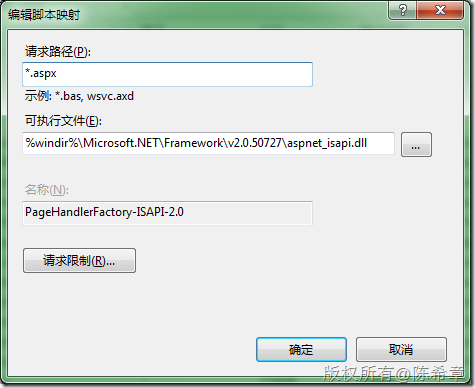 编辑脚本映射
请求路径(P):
*.aspx
示例: *.bas, wsvc.axd
可执行文件(E):
%windir%\Microsoft.NET\Framework\v2.0.50727\aspnet_isapi.dll
...
名称(N):
PageHandlerFactory-ISAPI-2.0
请求限制(R)...
确定
取消
版权所有@陈希章